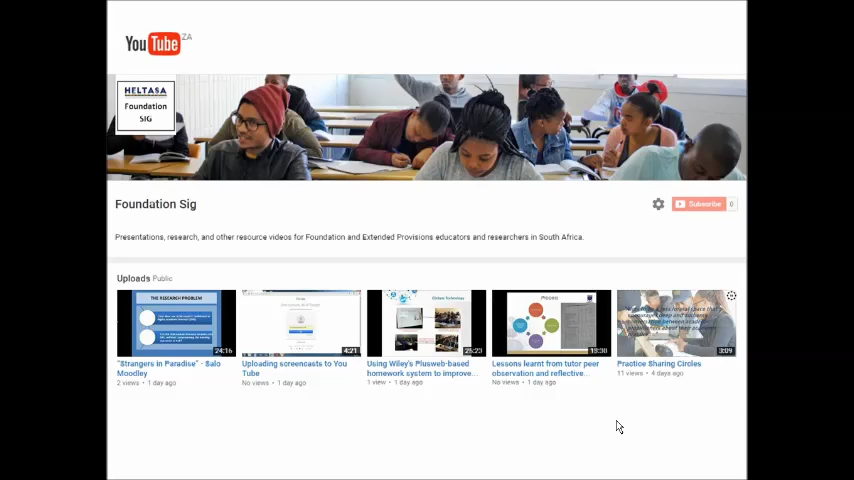 YouTube ZA
HELTASA
Foundation
SIG
Foundation Sig
Subscribe 0
Presentations, research, and other resource videos for Foundation and Extended Provisions educators and researchers in South Africa.
Uploads Public
THE RESEARCH PROBLEM
24:16
4:21
25:23
Process
3:09
"Strangers in Paradise" - Salo
Moodley
2 views • 1 day ago
Uploading screencasts to You
Tube
No views • 1 day ago
Using Wiley's Plusweb-based
homework system to improve...
1 view • 1 day ago
Lessons learnt from tutor peer
observation and reflective...
No views • 1 day ago
Practice Sharing Circles
11 views • 4 days ago